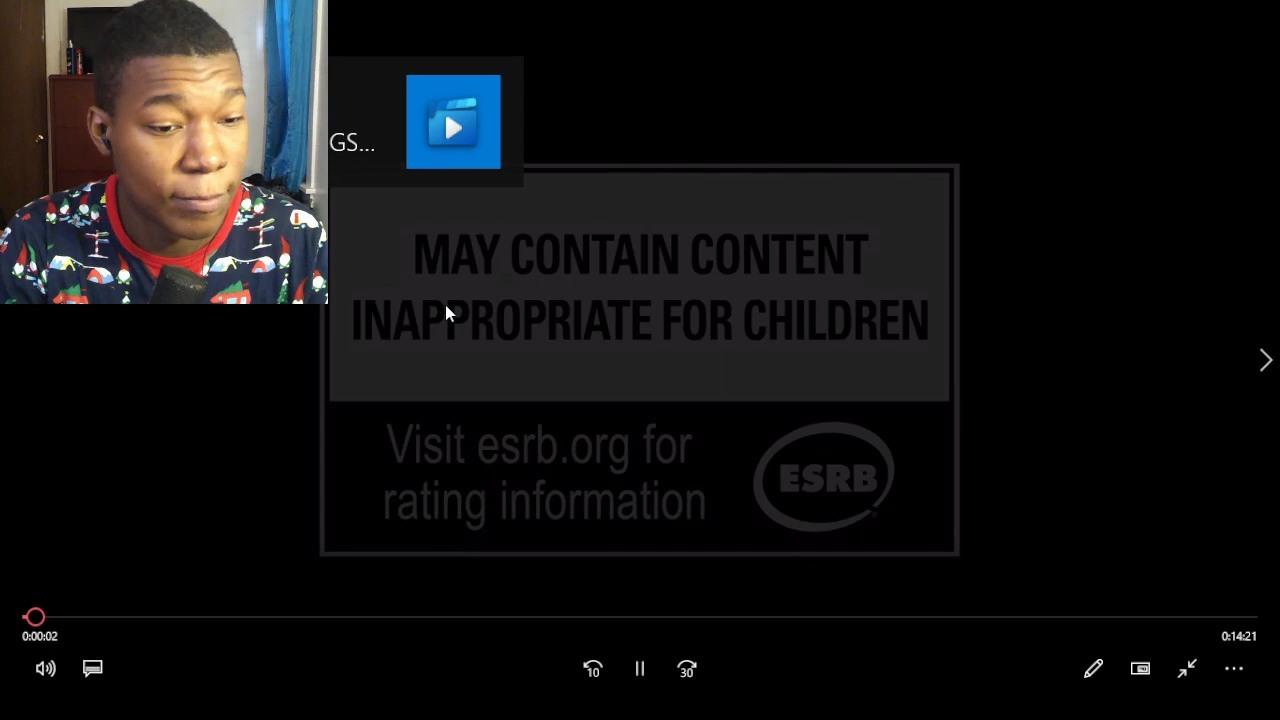 GS...
MAY CONTAIN CONTENT
INAPPROPRIATE FOR CHILDREN
Visit esrb.org for
rating information
ESRB
0:00:02
0:14:21
10
30